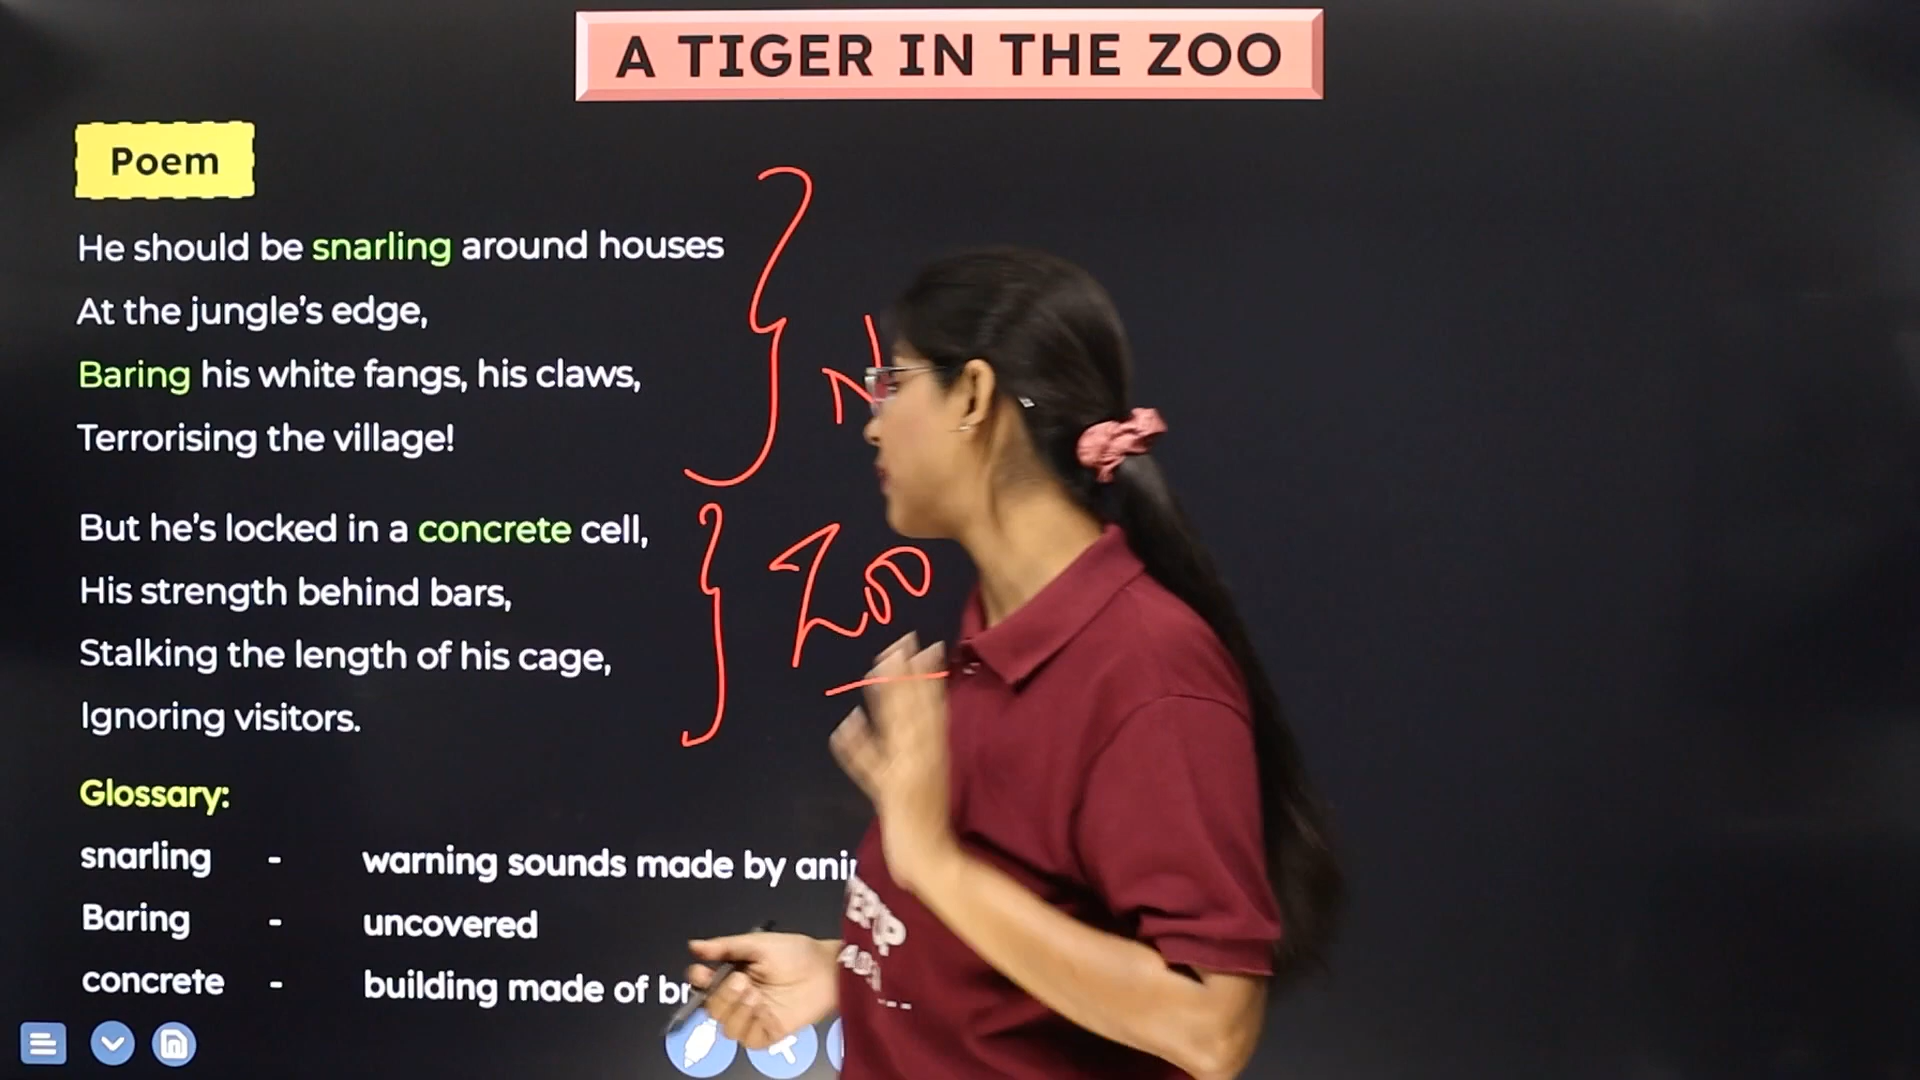 A TIGER IN THE ZOO
Poem
He should be snarling around houses
At the jungle's edge,
Baring his white fangs, his claws,
Terrorising the village!
But he's locked in a concrete cell,
His strength behind bars,
Stalking the length of his cage,
Ignoring visitors.
Zoo
Glossary:
snarling - warning sounds made by
Baring - uncovered
concrete - building made of